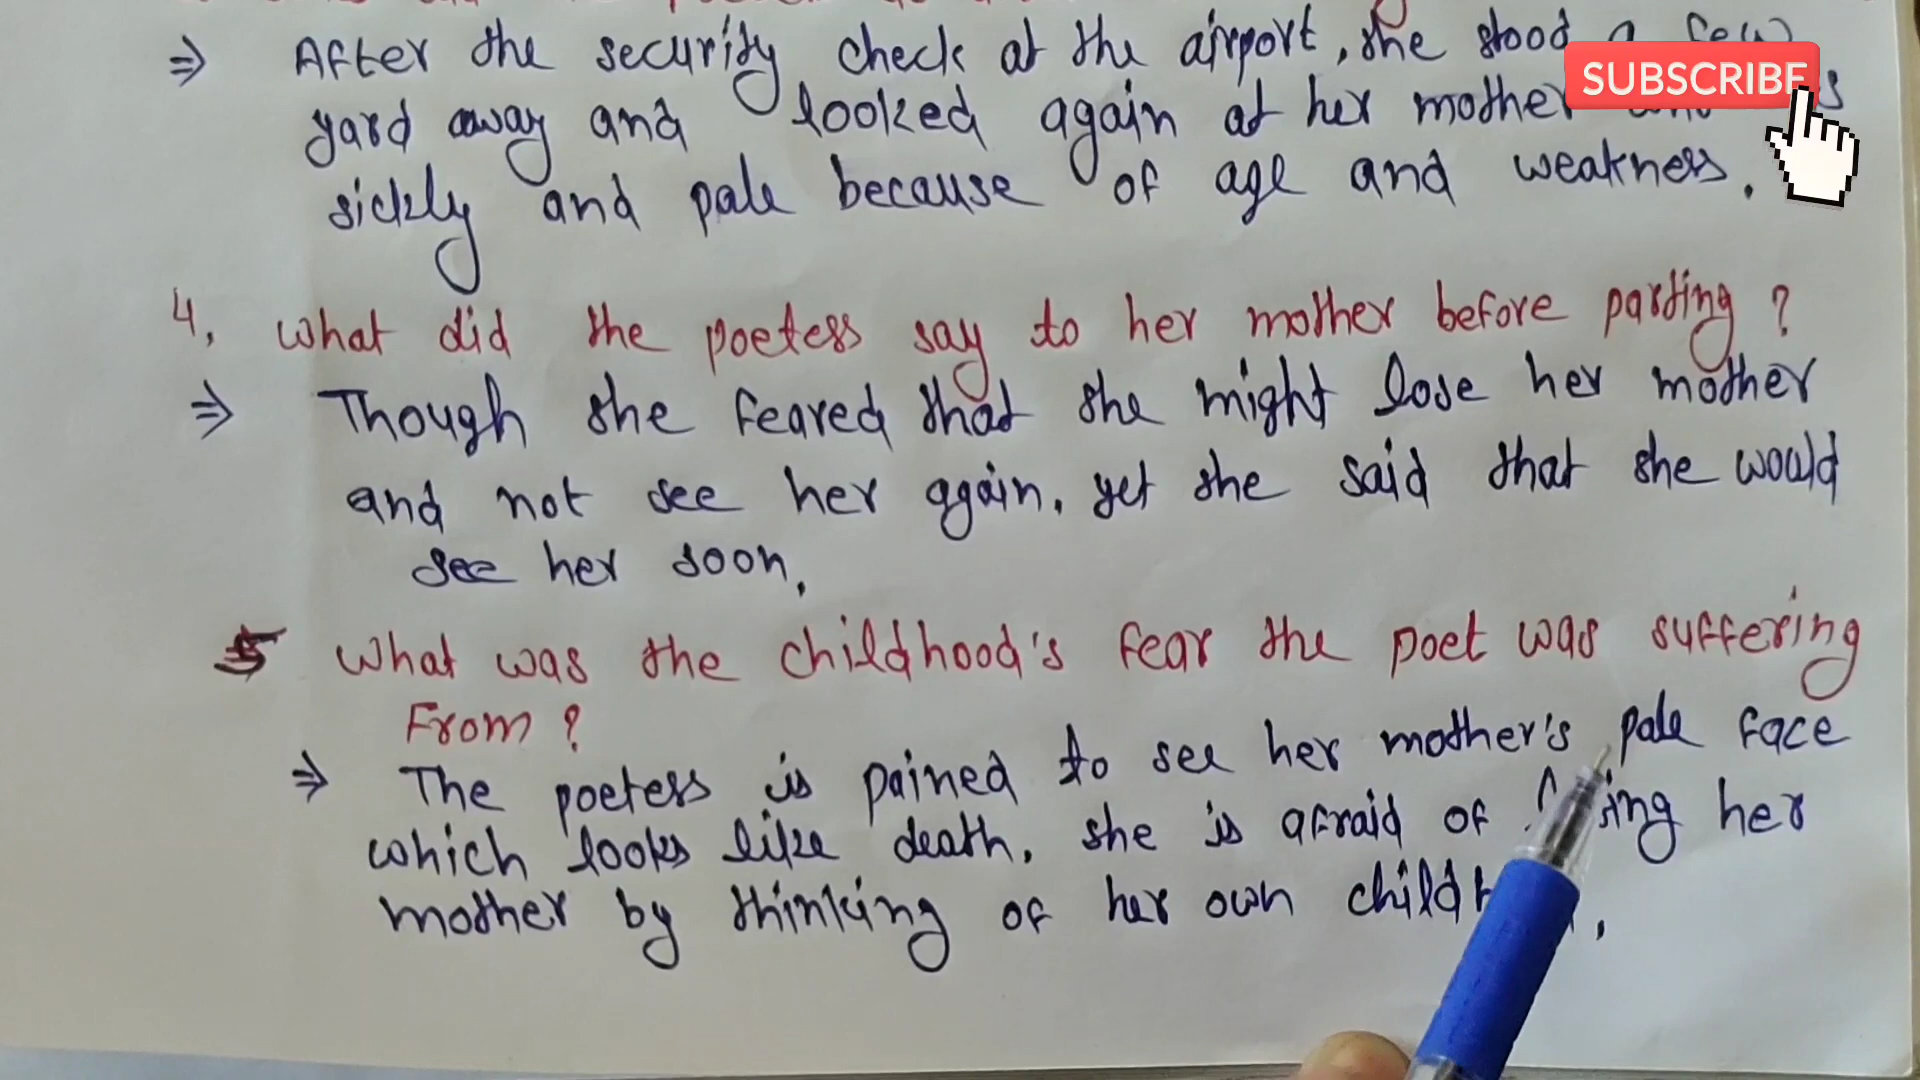 ⇒ After the security check at the airport, she stood a few
SUBSCRIBE
yard away and looked again at her mother
sickly and pale because of age and weakness.
4. What did the poetess say to her mother before parting ?
⇒ Though she feared that she might lose her mother
and not see her again. yet she said that she would
see her soon.
5 What was the childhood's fear the poet was suffering
From ?
⇒ The poetess is pained to see her mother's pale face
which looks like death. she is afraid of her
mother by thinking of her own